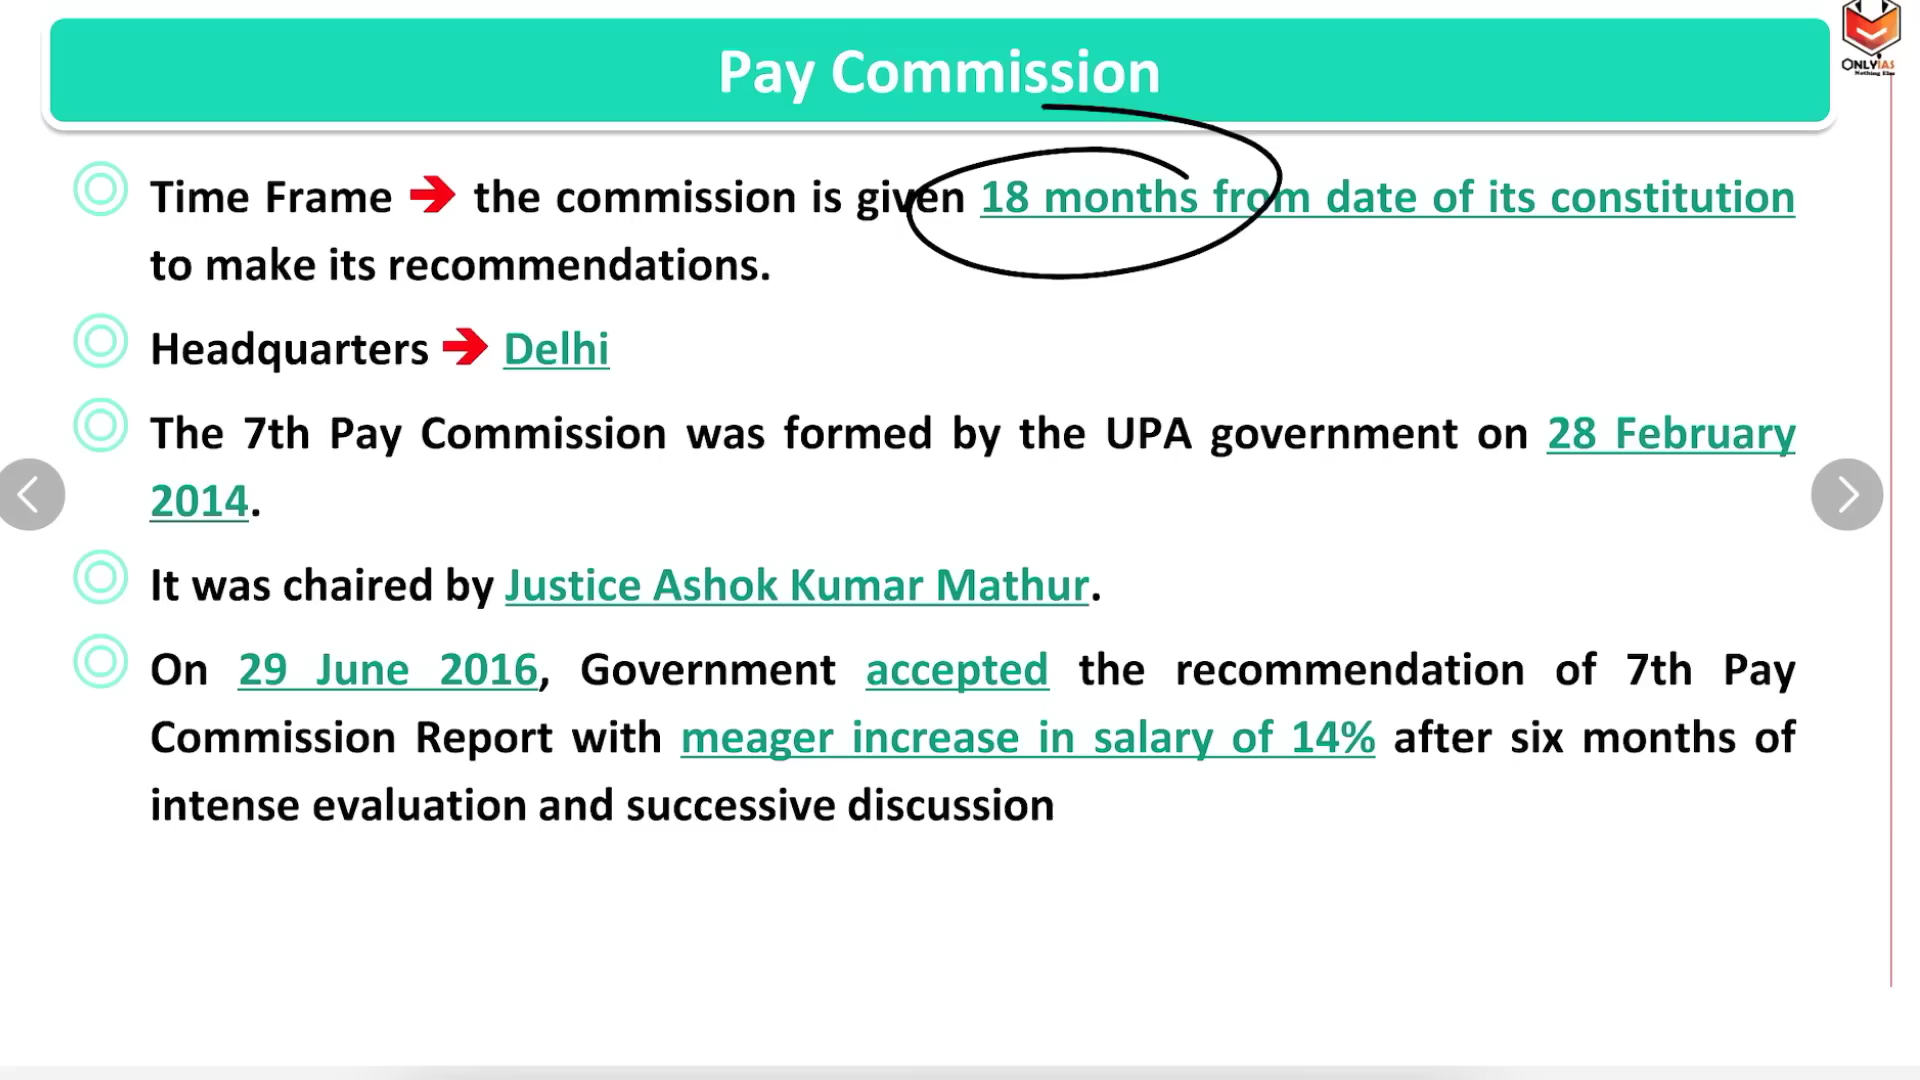 Pay Commission
ONLYIAS
Nothing Else
Time Frame ➔ the commission is given 18 months from date of its constitution
to make its recommendations.
Headquarters ➔ Delhi
The 7th Pay Commission was formed by the UPA government on 28 February
2014.
It was chaired by Justice Ashok Kumar Mathur.
On 29 June 2016, Government accepted the recommendation of 7th Pay
Commission Report with meager increase in salary of 14% after six months of
intense evaluation and successive discussion